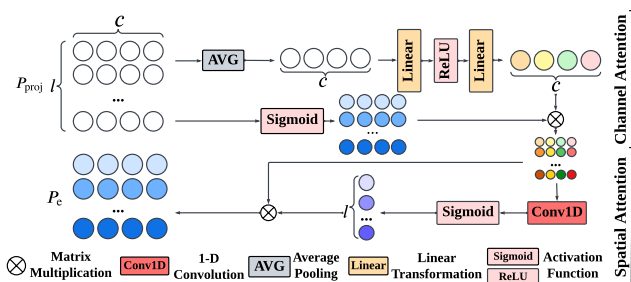 c
P_proj l
AVG
c
Linear
ReLU
Linear
c
Channel Attention
...
Sigmoid
...
...
P_e
...
l
...
Sigmoid
Conv1D
Spatial Attention
Matrix Multiplication
Conv1D
1-D Convolution
AVG
Average Pooling
Linear
Linear Transformation
Sigmoid
ReLU
Activation Function